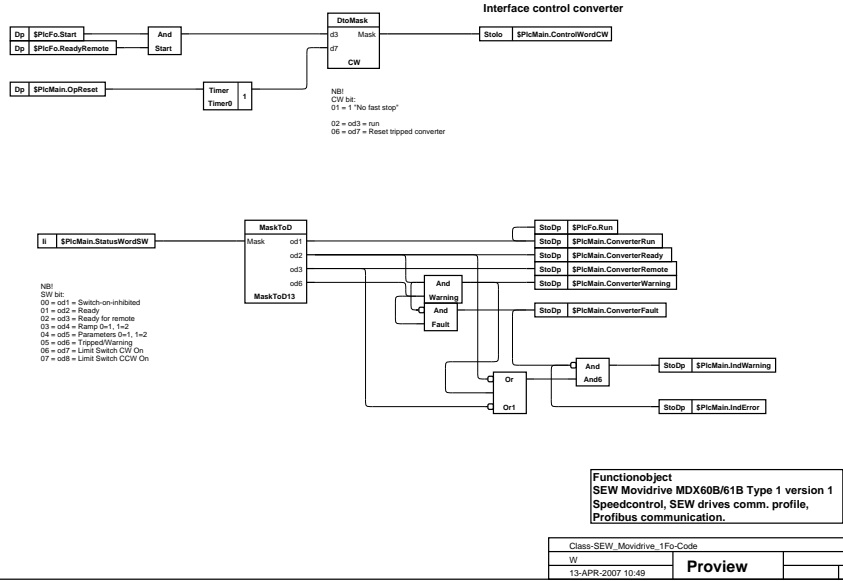 Interface control converter
Dp $PlcFo.Start
Dp $PlcFo.ReadyRemote
And
Start
DtoMask
d3 Mask
d7
CW
StoIo $PlcMain.ControlWordCW
Dp $PlcMain.OpReset
Timer
Timer0
1
NB!
CW bit:
01 = 1 "No fast stop"
02 = od3 = run
06 = od7 = Reset tripped converter
Ii $PlcMain.StatusWordSW
MaskToD
Mask od1
od2
od3
od6
MaskToD13
StoDp $PlcFo.Run
StoDp $PlcMain.ConverterRun
StoDp $PlcMain.ConverterReady
StoDp $PlcMain.ConverterRemote
StoDp $PlcMain.ConverterWarning
And
Warning
And
Fault
StoDp $PlcMain.ConverterFault
NB!
SW bit:
00 = od1 = Switch-on-inhibited
01 = od2 = Ready
02 = od3 = Ready for remote
03 = od4 = Ramp 0=1, 1=2
04 = od5 = Parameters 0=1, 1=2
05 = od6 = Tripped/Warning
06 = od7 = Limit Switch CW On
07 = od8 = Limit Switch CCW On
Or
Or1
And
And6
StoDp $PlcMain.IndWarning
StoDp $PlcMain.IndError
Functionobject
SEW Movidrive MDX60B/61B Type 1 version 1
Speedcontrol, SEW drives comm. profile,
Profibus communication.
Class-SEW_Movidrive_1Fo-Code
W
13-APR-2007 10:49
Proview